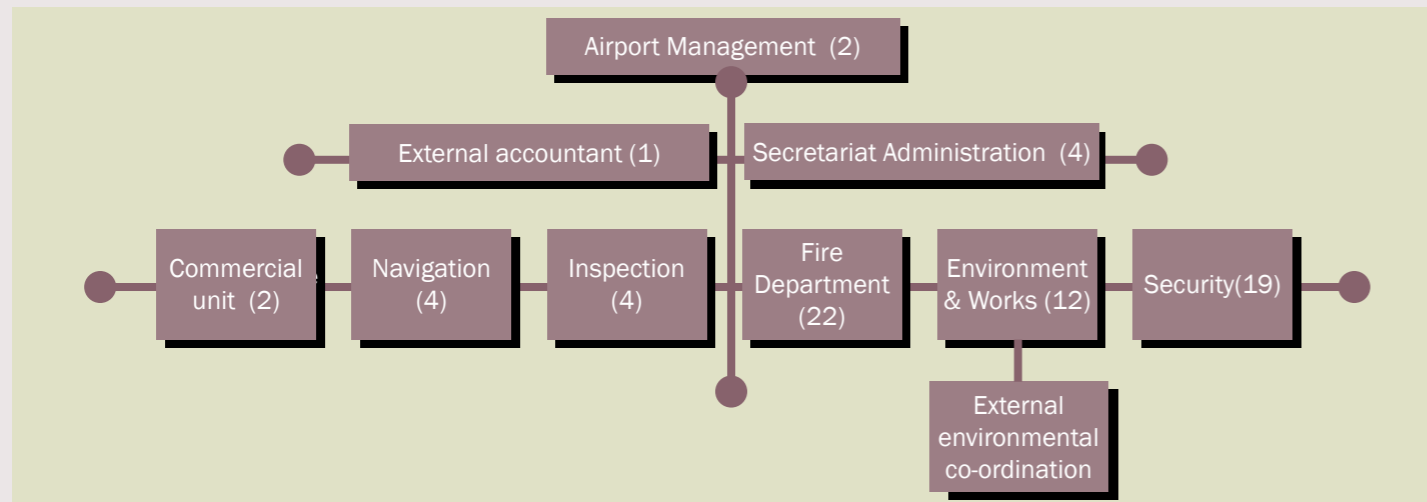 Airport Management (2)
External accountant (1)
Secretariat Administration (4)
Commercial
unit (2)
Navigation
(4)
Inspection
(4)
Fire
Department
(22)
Environment
& Works (12)
Security(19)
External
environmental
co-ordination